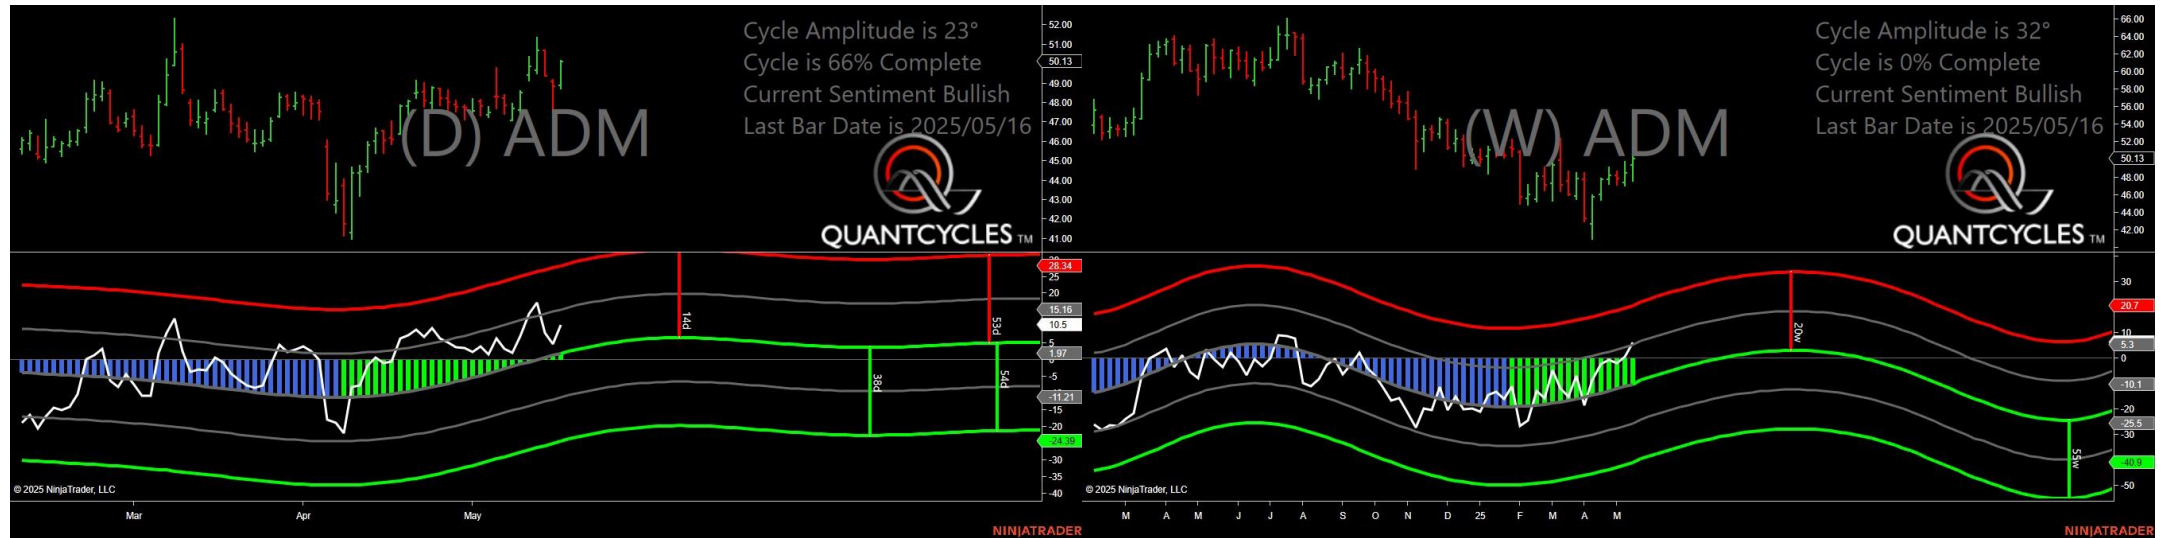 Cycle Amplitude is 23°
Cycle is 66% Complete
Current Sentiment Bullish
Last Bar Date is 2025/05/16
(D) ADM
QUANTCYCLES TM
52.00
51.00
50.13
49.00
48.00
47.00
46.00
45.00
44.00
43.00
42.00
41.00
28.34
25
20
15.16
10.5
5
1.97
0
-5
-11.21
-15
-20
-24.39
-30
-35
-40
14d
38d
53d
54d
© 2025 NinjaTrader, LLC
Mar
Apr
May
NINJATRADER
Cycle Amplitude is 32°
Cycle is 0% Complete
Current Sentiment Bullish
Last Bar Date is 2025/05/16
(W) ADM
QUANTCYCLES TM
66.00
64.00
62.00
60.00
58.00
56.00
54.00
52.00
50.13
48.00
46.00
44.00
42.00
30
20.7
10
5.3
0
-10.1
-20
-25.5
-30
-40.9
-50
20w
55w
© 2025 NinjaTrader, LLC
M
A
M
J
J
A
S
O
N
D
25
F
M
A
M
NINJATRADER